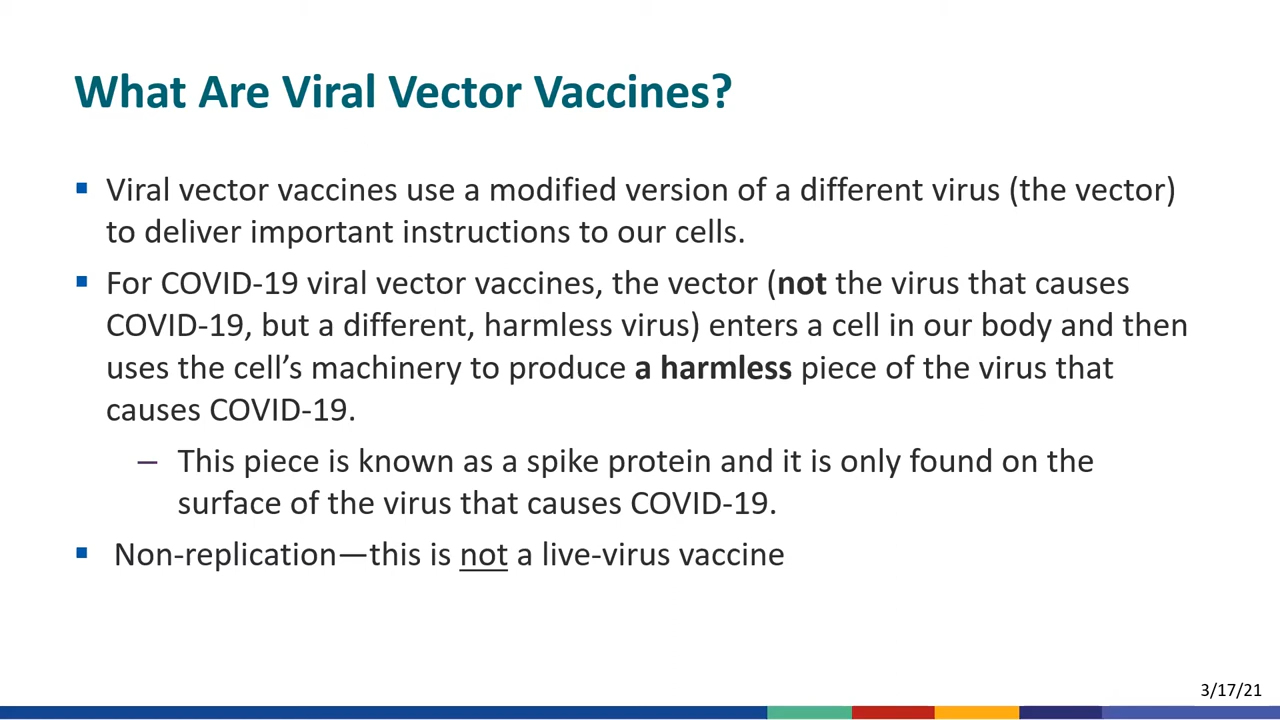 What Are Viral Vector Vaccines?
▪ Viral vector vaccines use a modified version of a different virus (the vector)
to deliver important instructions to our cells.
▪ For COVID-19 viral vector vaccines, the vector (not the virus that causes
COVID-19, but a different, harmless virus) enters a cell in our body and then
uses the cell’s machinery to produce a harmless piece of the virus that
causes COVID-19.
– This piece is known as a spike protein and it is only found on the
surface of the virus that causes COVID-19.
▪ Non-replication—this is not a live-virus vaccine
3/17/21